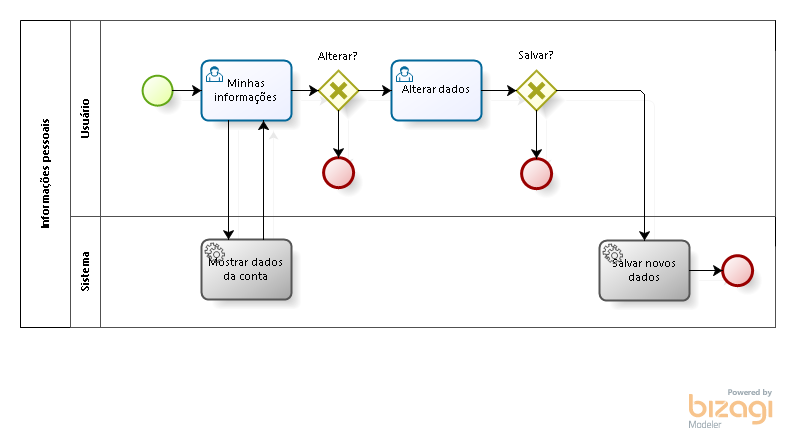 Informações pessoais
Usuário
Minhas
informações
Alterar?
Alterar dados
Salvar?
Sistema
Mostrar dados
da conta
Salvar novos
dados
Powered by
bizagi
Modeler